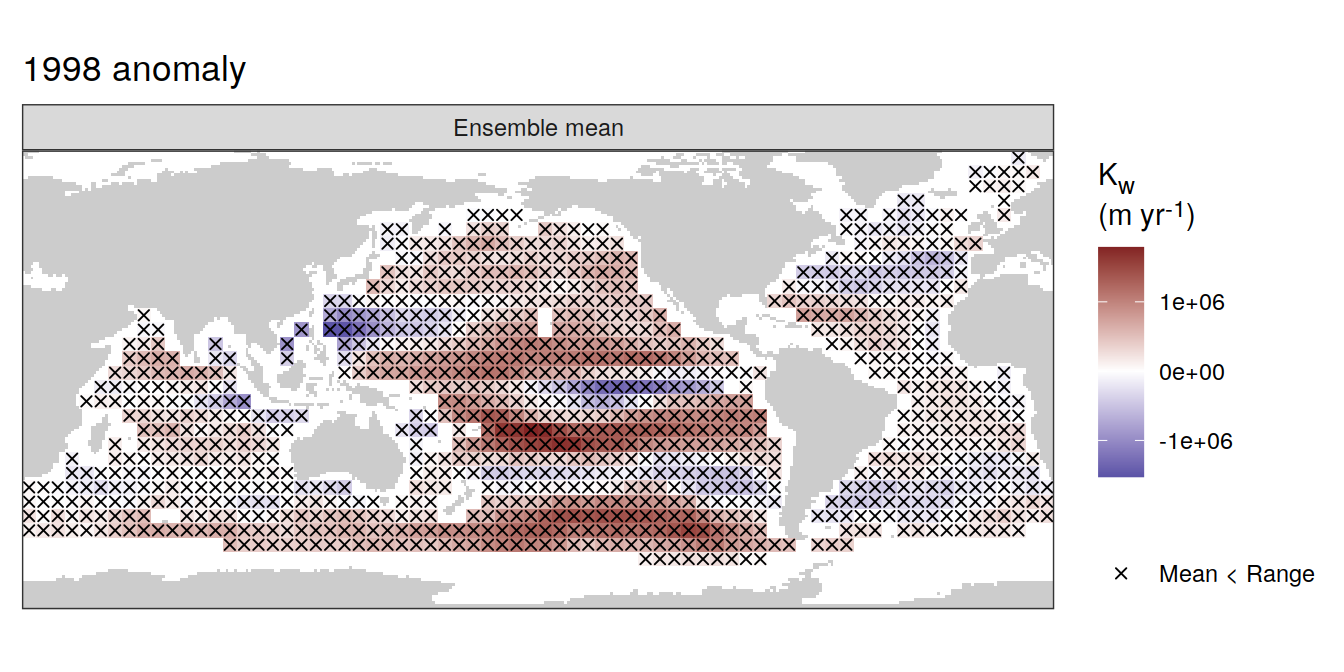 1998 anomaly
Ensemble mean
Kw
(m yr-1)
1e+06
0e+00
-1e+06
Mean < Range